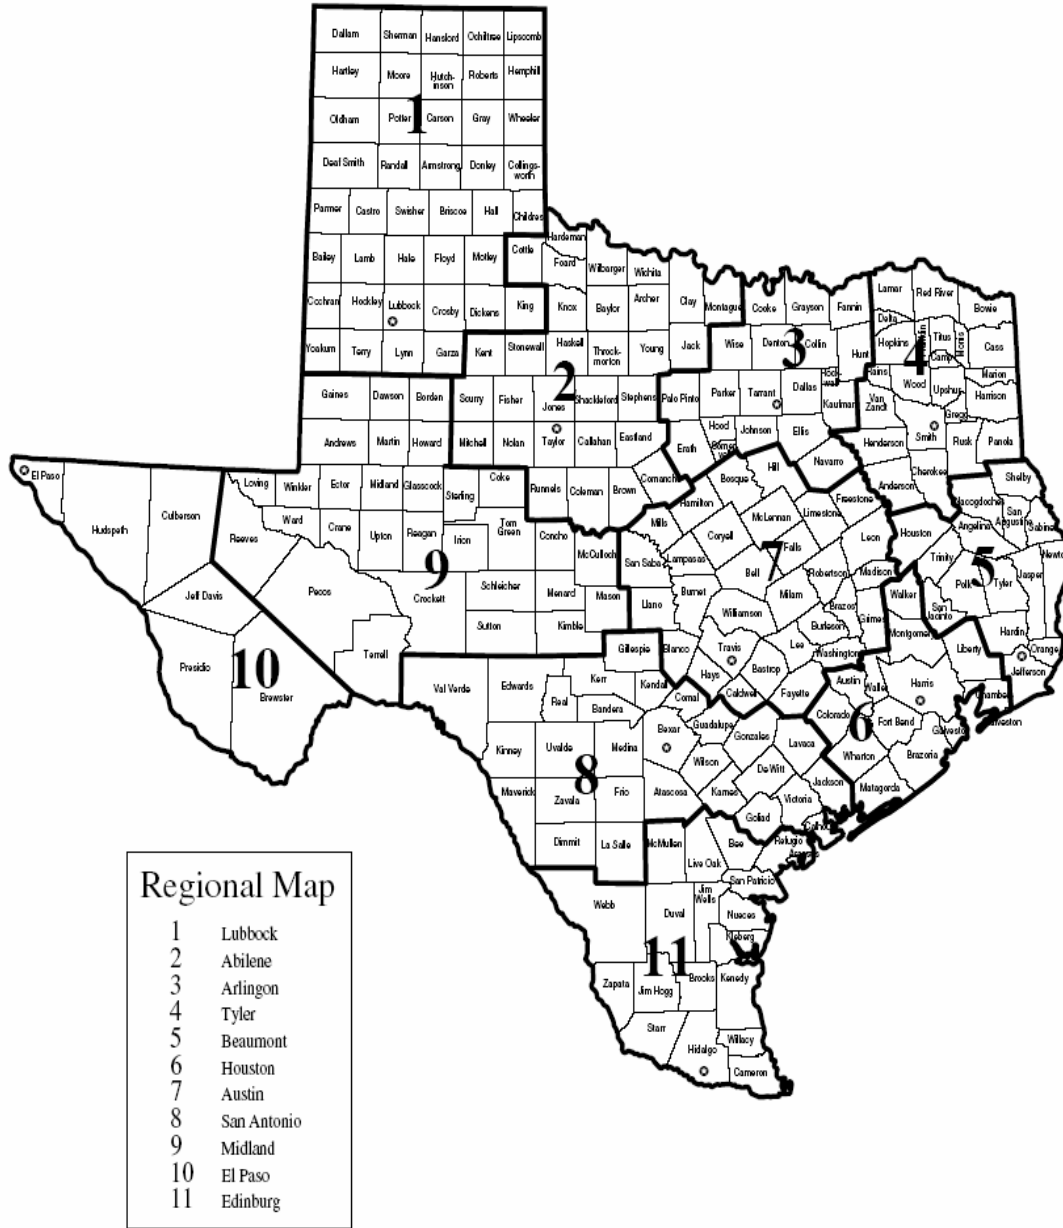 Dallam Sherman Hansford Ochiltree Lipscomb
Hartley Moore Hutch-
inson Roberts Hemphill
1
Oldham Potter Carson Gray Wheeler
Deaf Smith Randall Armstrong Donley Collings-
worth
Parmer Castro Swisher Briscoe Hall Childres
Bailey Lamb Hale Floyd Motley Cottle
Hardeman
Foard Wilbarger Wichita
Cochran Hockley Lubbock Crosby Dickens King Knox Baylor Archer Clay Montague Cooke Grayson Fannin Lamar Red River Bowie
Delta
Yoakum Terry Lynn Garza Kent Stonewall Haskell Throck-
morton Young Jack Wise Denton Collin Hunt Hopkins Titus Morris Cass
Camp
3
4
2
Rock-
wall Rains Wood Upshur Marion
Harrison
Gaines Dawson Borden Scurry Fisher Jones Shackleford Stephens Palo Pinto Parker Tarrant Dallas Kaufman Van
Zandt Gregg
Andrews Martin Howard Mitchell Nolan Taylor Callahan Eastland Erath Hood Johnson Ellis Henderson Smith Rusk Panola
Navarro
El Paso Hudspeth Culberson
Loving Winkler Ector Midland Glasscock Sterling Coke Runnels Coleman Brown Comanche
Hamilton Bosque Hill Freestone Anderson Cherokee
Shelby
Nacogdoches San
Augustine Sabine
Reeves Ward Crane Upton Reagan Irion Tom
Green Concho McCulloch
Mills Coryell McLennan Limestone Leon Houston Angelina
9
7
5
San Saba Lampasas Bell Falls Robertson Madison Trinity Polk Tyler Jasper Newto
Jeff Davis Pecos Crockett Schleicher Menard Mason
Llano Burnet Williamson Milam Brazos Grimes Walker San
Jacinto
Burleson
Sutton Kimble
Terrell
Presidio Brewster
10
Gillespie Blanco Travis Lee Washington Montgomery Liberty Hardin Orange
Hays Bastrop Jefferson
Val Verde Edwards Kerr Kendall Comal Caldwell Fayette Austin Waller Harris Chambers
Real Bandera Colorado Galveston
6
Kinney Uvalde Medina Bexar Guadalupe Gonzales Lavaca Wharton Fort Bend Galvesto
Brazoria
8
Wilson De Witt Jackson Matagorda
Maverick Zavala Frio Atascosa Karnes Victoria
Goliad
Dimmit La Salle McMullen Live Oak Bee Refugio
San Patricio
Webb Duval Jim
Wells Nueces
Kleberg
11
Zapata Jim Hogg Brooks Kenedy
Starr Hidalgo Willacy
Cameron
Regional Map
1 Lubbock
2 Abilene
3 Arlingon
4 Tyler
5 Beaumont
6 Houston
7 Austin
8 San Antonio
9 Midland
10 El Paso
11 Edinburg